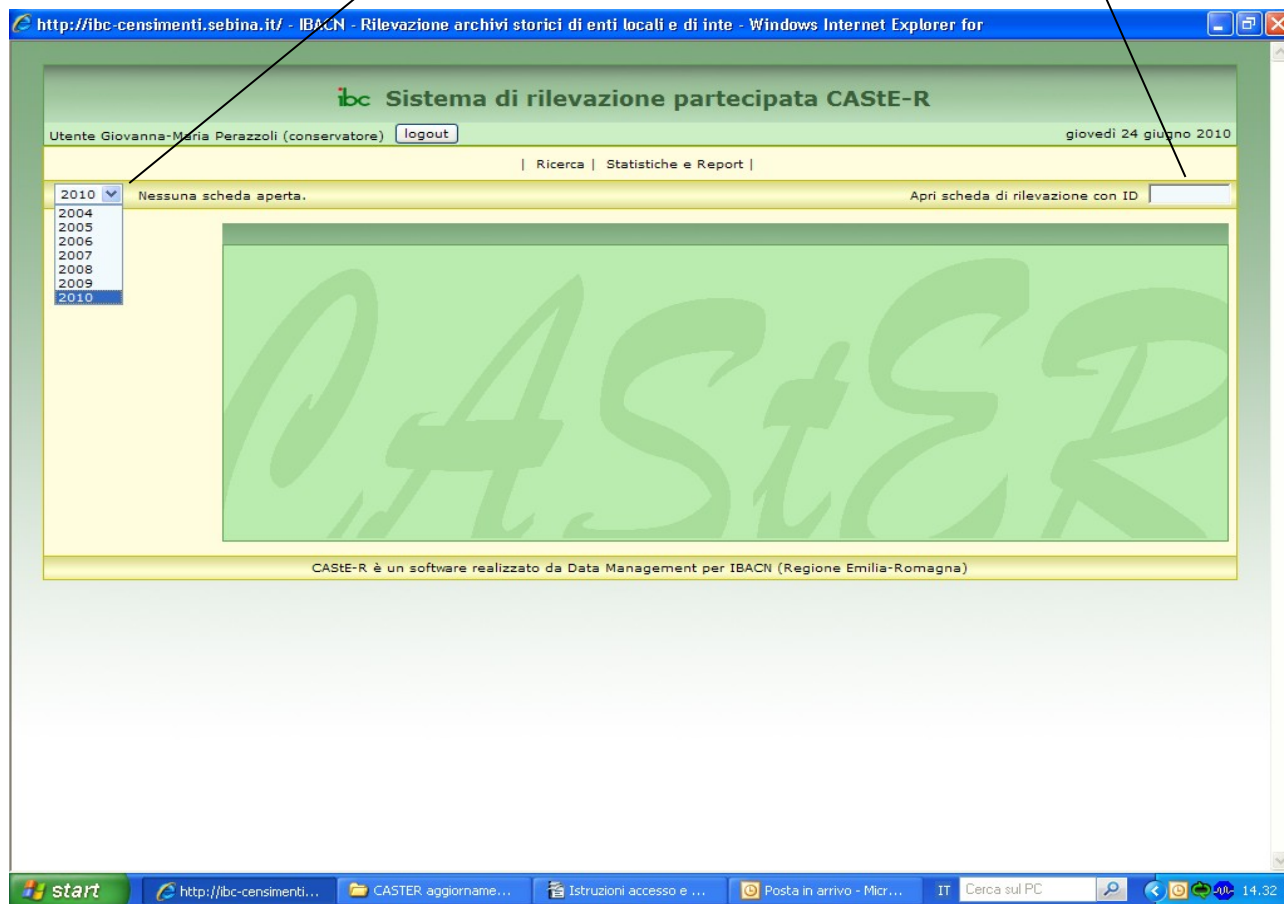 http://ibc-censimenti.sebina.it/ - IBACN - Rilevazione archivi storici di enti locali e di inte - Windows Internet Explorer for
ibc Sistema di rilevazione partecipata CAStE-R
Utente Giovanna-Maria Perazzoli (conservatore) logout giovedì 24 giugno 2010
| Ricerca | Statistiche e Report |
2010 Nessuna scheda aperta. Apri scheda di rilevazione con ID
2004
2005
2006
2007
2008
2009
2010
CAStER
CAStE-R è un software realizzato da Data Management per IBACN (Regione Emilia-Romagna)
start http://ibc-censimenti... CASTER aggiorname... Istruzioni accesso e ... Posta in arrivo - Micr... IT Cerca sul PC 14.32